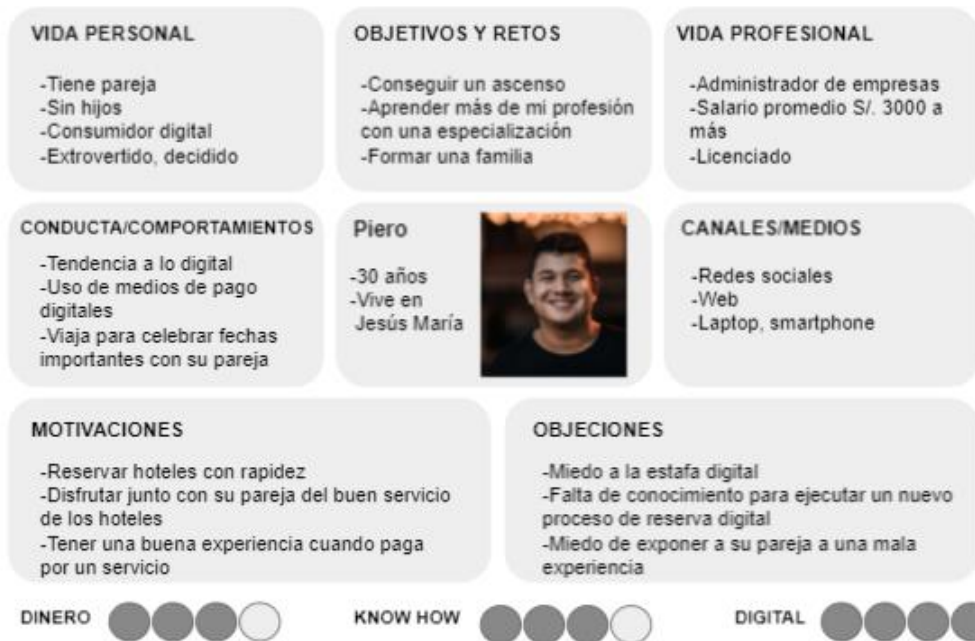 VIDA PERSONAL
-Tiene pareja
-Sin hijos
-Consumidor digital
-Extrovertido, decidido
OBJETIVOS Y RETOS
-Conseguir un ascenso
-Aprender más de mi profesión
con una especialización
-Formar una familia
VIDA PROFESIONAL
-Administrador de empresas
-Salario promedio S/. 3000 a
más
-Licenciado
CONDUCTA/COMPORTAMIENTOS
-Tendencia a lo digital
-Uso de medios de pago
digitales
-Viaja para celebrar fechas
importantes con su pareja
Piero
-30 años
-Vive en
Jesús María
CANALES/MEDIOS
-Redes sociales
-Web
-Laptop, smartphone
MOTIVACIONES
-Reservar hoteles con rapidez
-Disfrutar junto con su pareja del buen servicio
de los hoteles
-Tener una buena experiencia cuando paga
por un servicio
OBJECIONES
-Miedo a la estafa digital
-Falta de conocimiento para ejecutar un nuevo
proceso de reserva digital
-Miedo de exponer a su pareja a una mala
experiencia
DINERO
KNOW HOW
DIGITAL